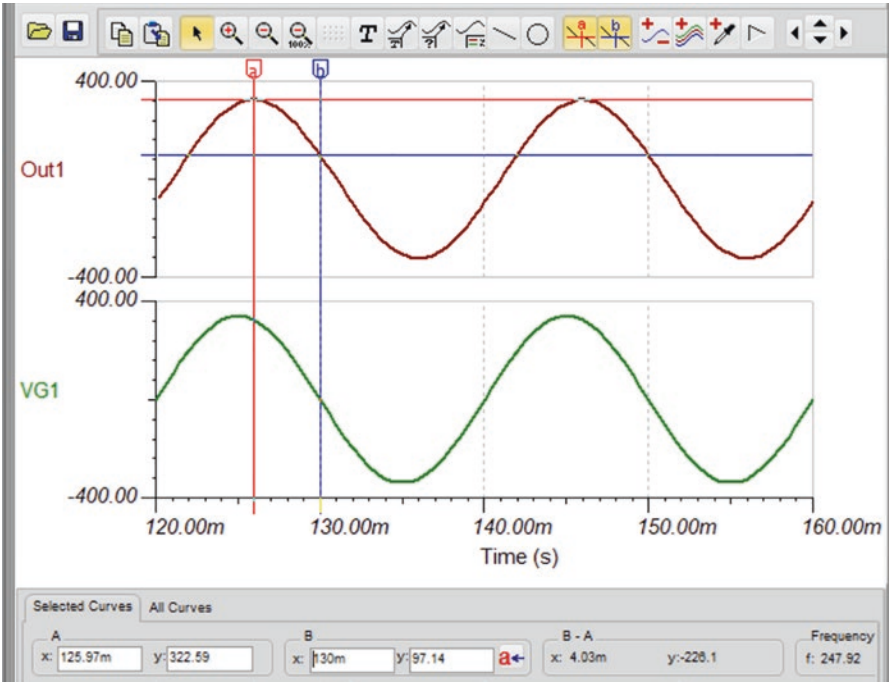 100%
T
a
b
a
b
400.00
Out1
-400.00
400.00
VG1
-400.00
120.00m 130.00m 140.00m 150.00m 160.00m
Time (s)
Selected Curves All Curves
A B B - A Frequency
x: 125.97m y: 322.59 x: 130m y: 97.14 a x: 4.03m y:-226.1 f: 247.92